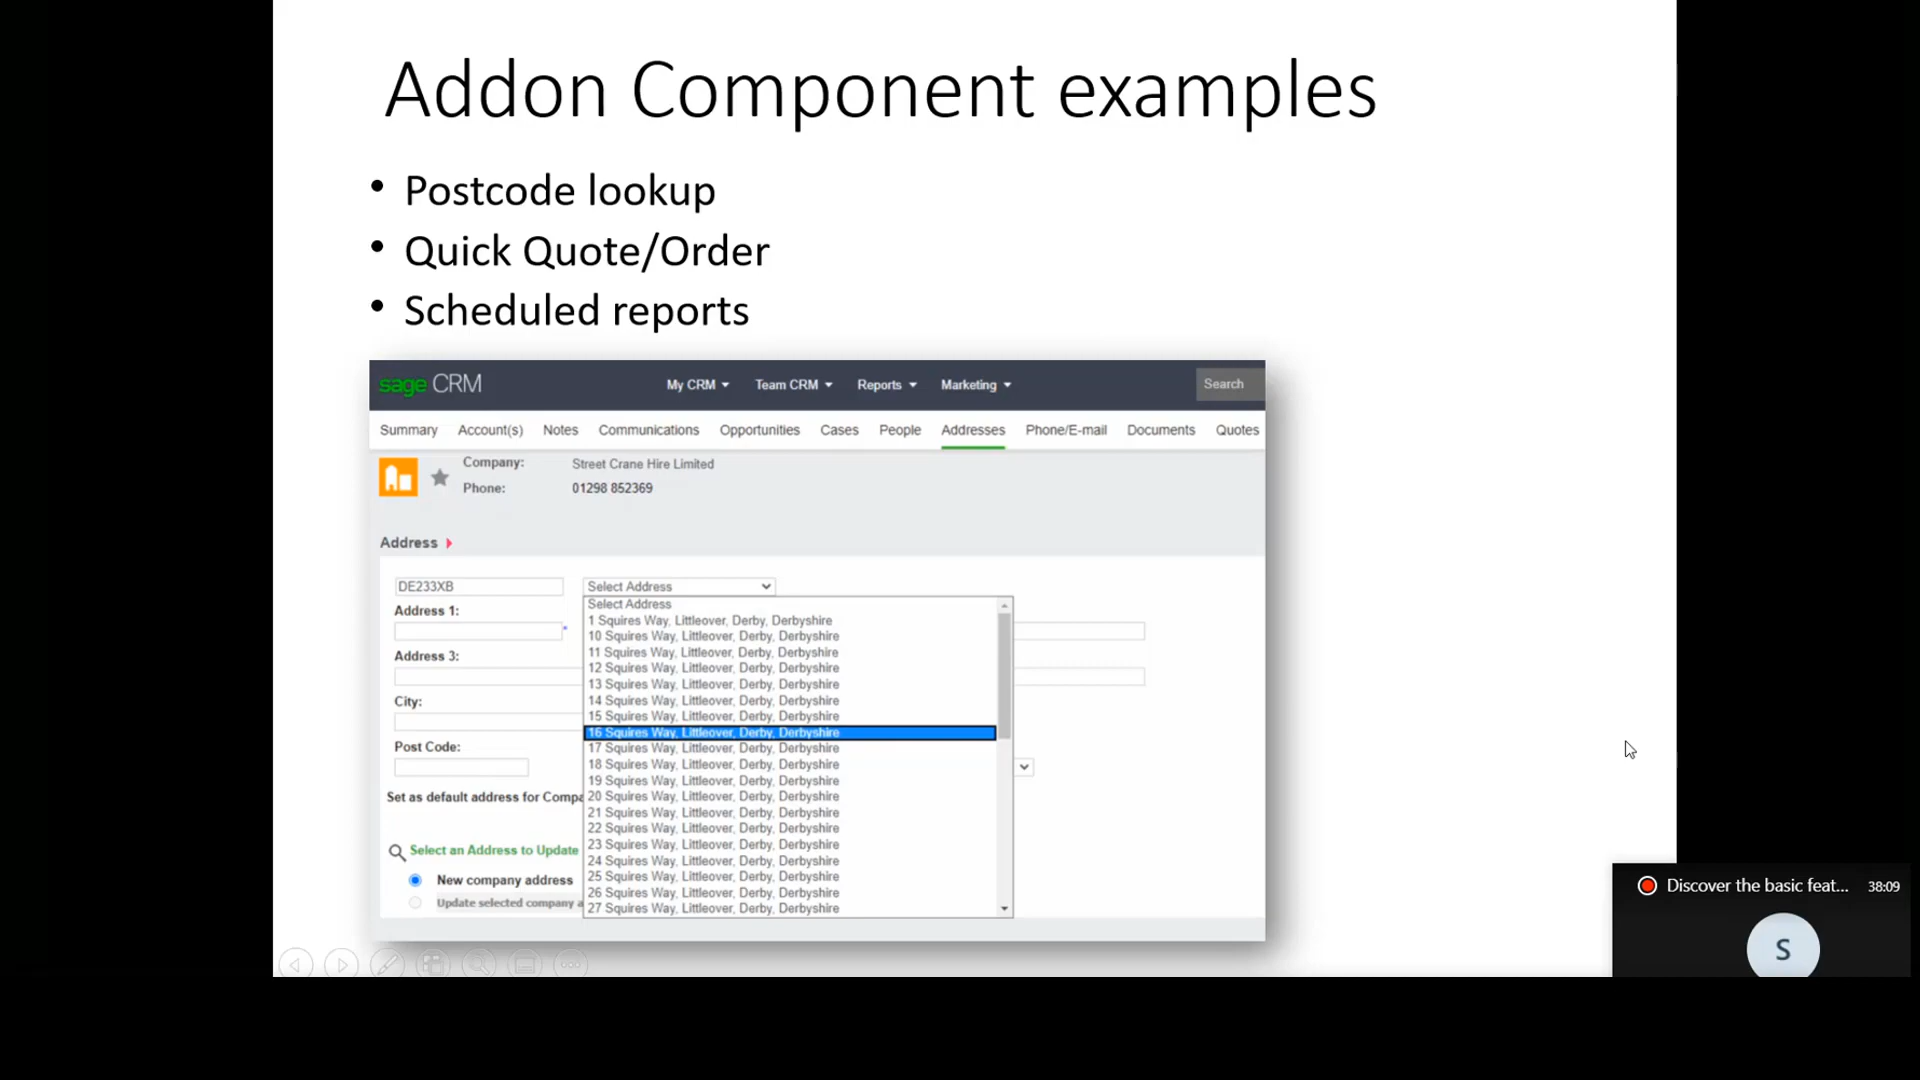 Addon Component examples
• Postcode lookup
• Quick Quote/Order
• Scheduled reports
sage CRM
My CRM
Team CRM
Reports
Marketing
Search
Summary
Account(s)
Notes
Communications
Opportunities
Cases
People
Addresses
Phone/E-mail
Documents
Quotes
Company: Street Crane Hire Limited
Phone: 01298 852369
Address
DE233XB
Select Address
Select Address
1 Squires Way, Littleover, Derby, Derbyshire
10 Squires Way, Littleover, Derby, Derbyshire
11 Squires Way, Littleover, Derby, Derbyshire
12 Squires Way, Littleover, Derby, Derbyshire
13 Squires Way, Littleover, Derby, Derbyshire
14 Squires Way, Littleover, Derby, Derbyshire
15 Squires Way, Littleover, Derby, Derbyshire
16 Squires Way, Littleover, Derby, Derbyshire
17 Squires Way, Littleover, Derby, Derbyshire
18 Squires Way, Littleover, Derby, Derbyshire
19 Squires Way, Littleover, Derby, Derbyshire
20 Squires Way, Littleover, Derby, Derbyshire
21 Squires Way, Littleover, Derby, Derbyshire
22 Squires Way, Littleover, Derby, Derbyshire
23 Squires Way, Littleover, Derby, Derbyshire
24 Squires Way, Littleover, Derby, Derbyshire
25 Squires Way, Littleover, Derby, Derbyshire
26 Squires Way, Littleover, Derby, Derbyshire
27 Squires Way, Littleover, Derby, Derbyshire
Address 1:
Address 3:
City:
Post Code:
Set as default address for Compa
Select an Address to Update
New company address
Update selected company a
Discover the basic feat... 38:09
S